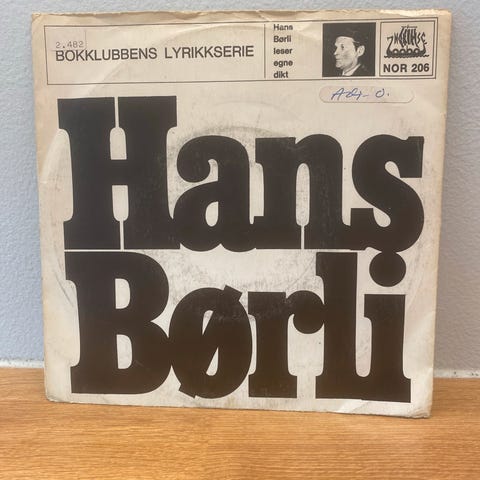 2.482
BOKKLUBBENS LYRIKKSERIE
Hans
Børli
leser
egne
dikt
NOR 206
Hans
Børli